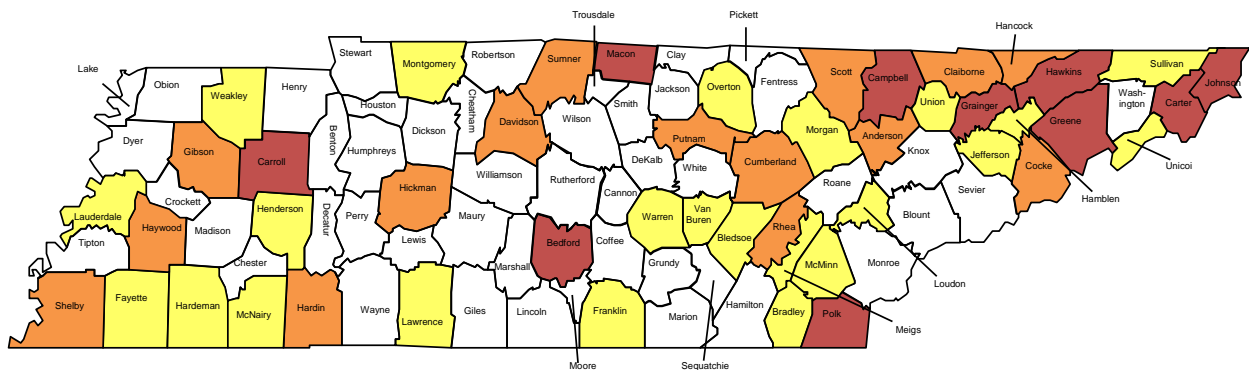 Trousdale
Pickett
Hancock
Lake
Stewart
Montgomery
Robertson
Sumner
Macon
Clay
Scott
Campbell
Claiborne
Hawkins
Sullivan
Johnson
Obion
Weakley
Henry
Houston
Cheatham
Smith
Jackson
Overton
Fentress
Union
Grainger
Wash-
ington
Carter
Dyer
Gibson
Carroll
Benton
Humphreys
Dickson
Davidson
Wilson
Putnam
Morgan
Anderson
Knox
Jefferson
Greene
Unicoi
Crockett
Henderson
Decatur
Perry
Hickman
Williamson
Rutherford
Cannon
DeKalb
White
Cumberland
Roane
Blount
Sevier
Cocke
Hamblen
Lauderdale
Haywood
Madison
Maury
Warren
Van
Buren
Bledsoe
Rhea
Tipton
Chester
Lewis
Marshall
Bedford
Coffee
Grundy
McMinn
Monroe
Loudon
Shelby
Fayette
Hardeman
McNairy
Hardin
Wayne
Lawrence
Giles
Lincoln
Franklin
Marion
Hamilton
Bradley
Polk
Meigs
Moore
Sequatchie